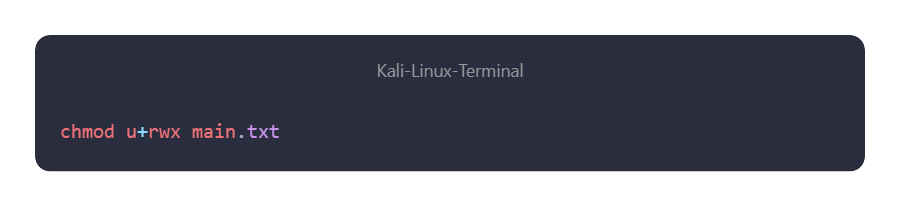 Kali-Linux-Terminal
chmod u+rwx main.txt